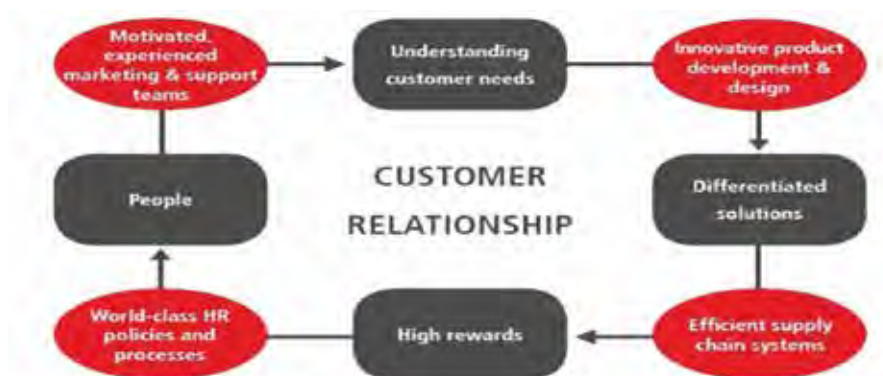 Motivated,
experienced
marketing & support
teams
Understanding
customer needs
Innovative product
development &
design
People
CUSTOMER
RELATIONSHIP
Differentiated
solutions
World-class HR
policies and
processes
High rewards
Efficient supply
chain systems